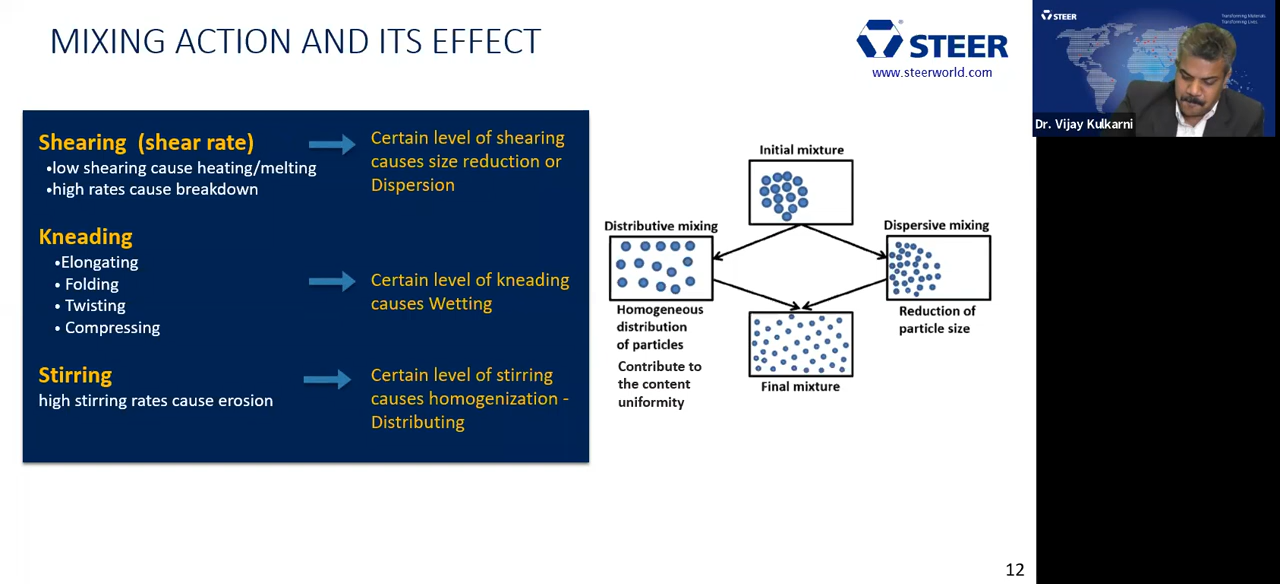 MIXING ACTION AND ITS EFFECT
STEER
www.steerworld.com
STEER
Transforming Materials
Transforming Lives
Dr. Vijay Kulkarni
Shearing (shear rate)
•low shearing cause heating/melting
•high rates cause breakdown
Certain level of shearing
causes size reduction or
Dispersion
Kneading
•Elongating
• Folding
• Twisting
• Compressing
Certain level of kneading
causes Wetting
Stirring
high stirring rates cause erosion
Certain level of stirring
causes homogenization -
Distributing
Initial mixture
Distributive mixing
Dispersive mixing
Homogeneous
distribution
of particles
Contribute to
the content
uniformity
Reduction of
particle size
Final mixture
12